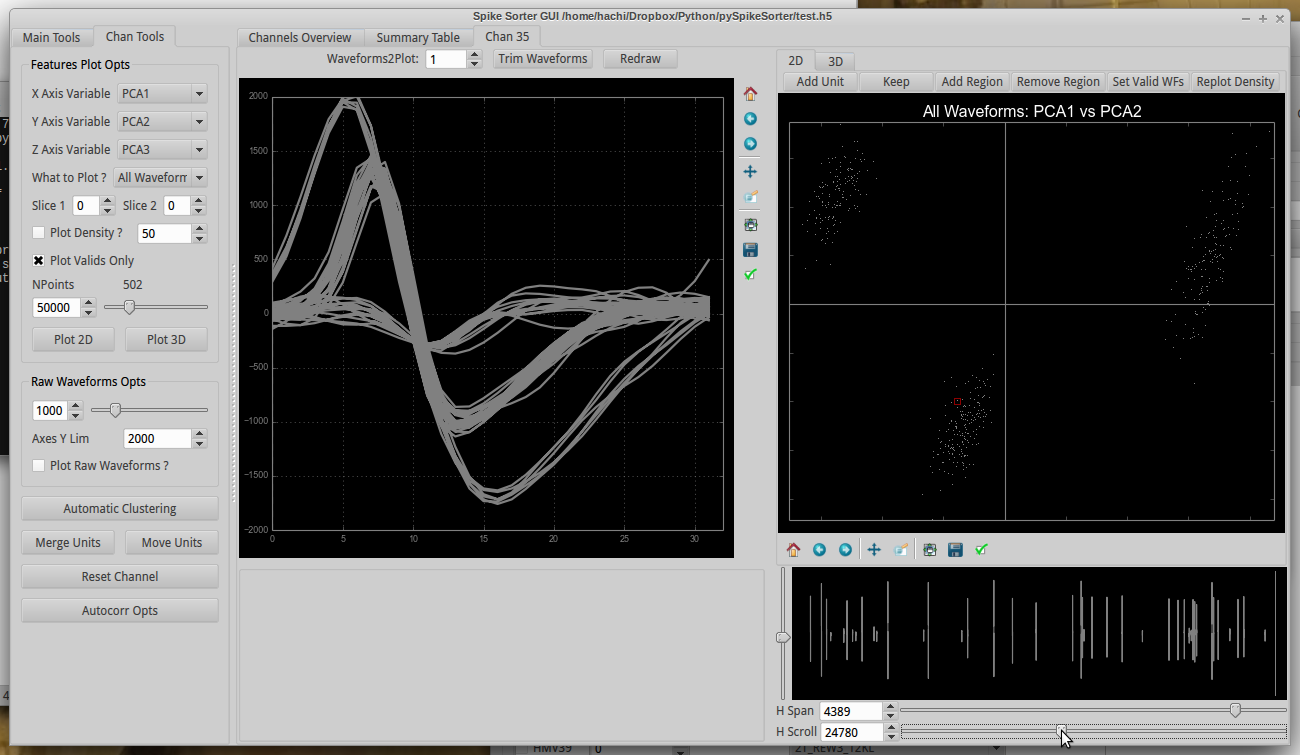 Spike Sorter GUI /home/hachi/Dropbox/Python/pySpikeSorter/test.h5
Main Tools
Chan Tools
Features Plot Opts
X Axis Variable PCA1
Y Axis Variable PCA2
Z Axis Variable PCA3
What to Plot ? All Waveform
Slice 1 0 Slice 2 0
Plot Density ? 50
Plot Valids Only
NPoints 502
50000
Plot 2D Plot 3D
Raw Waveforms Opts
1000
Axes Y Lim 2000
Plot Raw Waveforms ?
Automatic Clustering
Merge Units Move Units
Reset Channel
Autocorr Opts
Channels Overview Summary Table Chan 35
Waveforms2Plot: 1 Trim Waveforms Redraw
2000
1500
1000
500
0
−500
−1000
−1500
−2000
0 5 10 15 20 25 30
2D 3D
Add Unit Keep Add Region Remove Region Set Valid WFs Replot Density
All Waveforms: PCA1 vs PCA2
H Span 4389
H Scroll 24780
HMV39 0